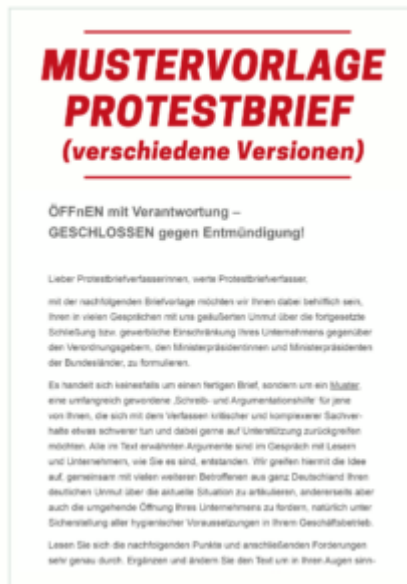 MUSTERVORLAGE
PROTESTBRIEF
(verschiedene Versionen)
ÖFFnEN mit Verantwortung –
GESCHLOSSEN gegen Entmündigung!
Lieber Protestbriefverfasserinnen, werte Protestbriefverfasser,
mit der nachfolgenden Briefvorlage möchten wir Ihnen dabei behilflich sein,
Ihren in vielen Gesprächen mit uns geäußerten Unmut über die fortgesetzte
Schließung bzw. gewerbliche Einschränkung Ihres Unternehmens gegenüber
den Verordnungsgebern, den Ministerpräsidentinnen und Ministerpräsidenten
der Bundesländer, zu formulieren.
Es handelt sich keinesfalls um einen fertigen Brief, sondern um ein Muster,
eine umfangreich gewordene ‚Schreib- und Argumentationshilfe' für jene
von Ihnen, die sich mit dem Verfassen kritischer und komplexerer Sachver-
halte etwas schwerer tun und dabei gerne auf Unterstützung zurückgreifen
möchten. Alle im Text erwähnten Argumente sind im Gespräch mit Lesern
und Unternehmern, wie Sie es sind, entstanden. Wir greifen hiermit die Idee
auf, gemeinsam mit vielen weiteren Betroffenen aus ganz Deutschland Ihren
deutlichen Unmut über die aktuelle Situation zu artikulieren, andererseits aber
auch die umgehende Öffnung Ihres Unternehmens zu fordern, natürlich unter
Sicherstellung aller hygienischer Voraussetzungen in Ihrem Geschäftsbetrieb.
Lesen Sie sich die nachfolgenden Punkte und anschließenden Forderungen
sehr genau durch. Ergänzen und ändern Sie den Text um in Ihren Augen sinn-